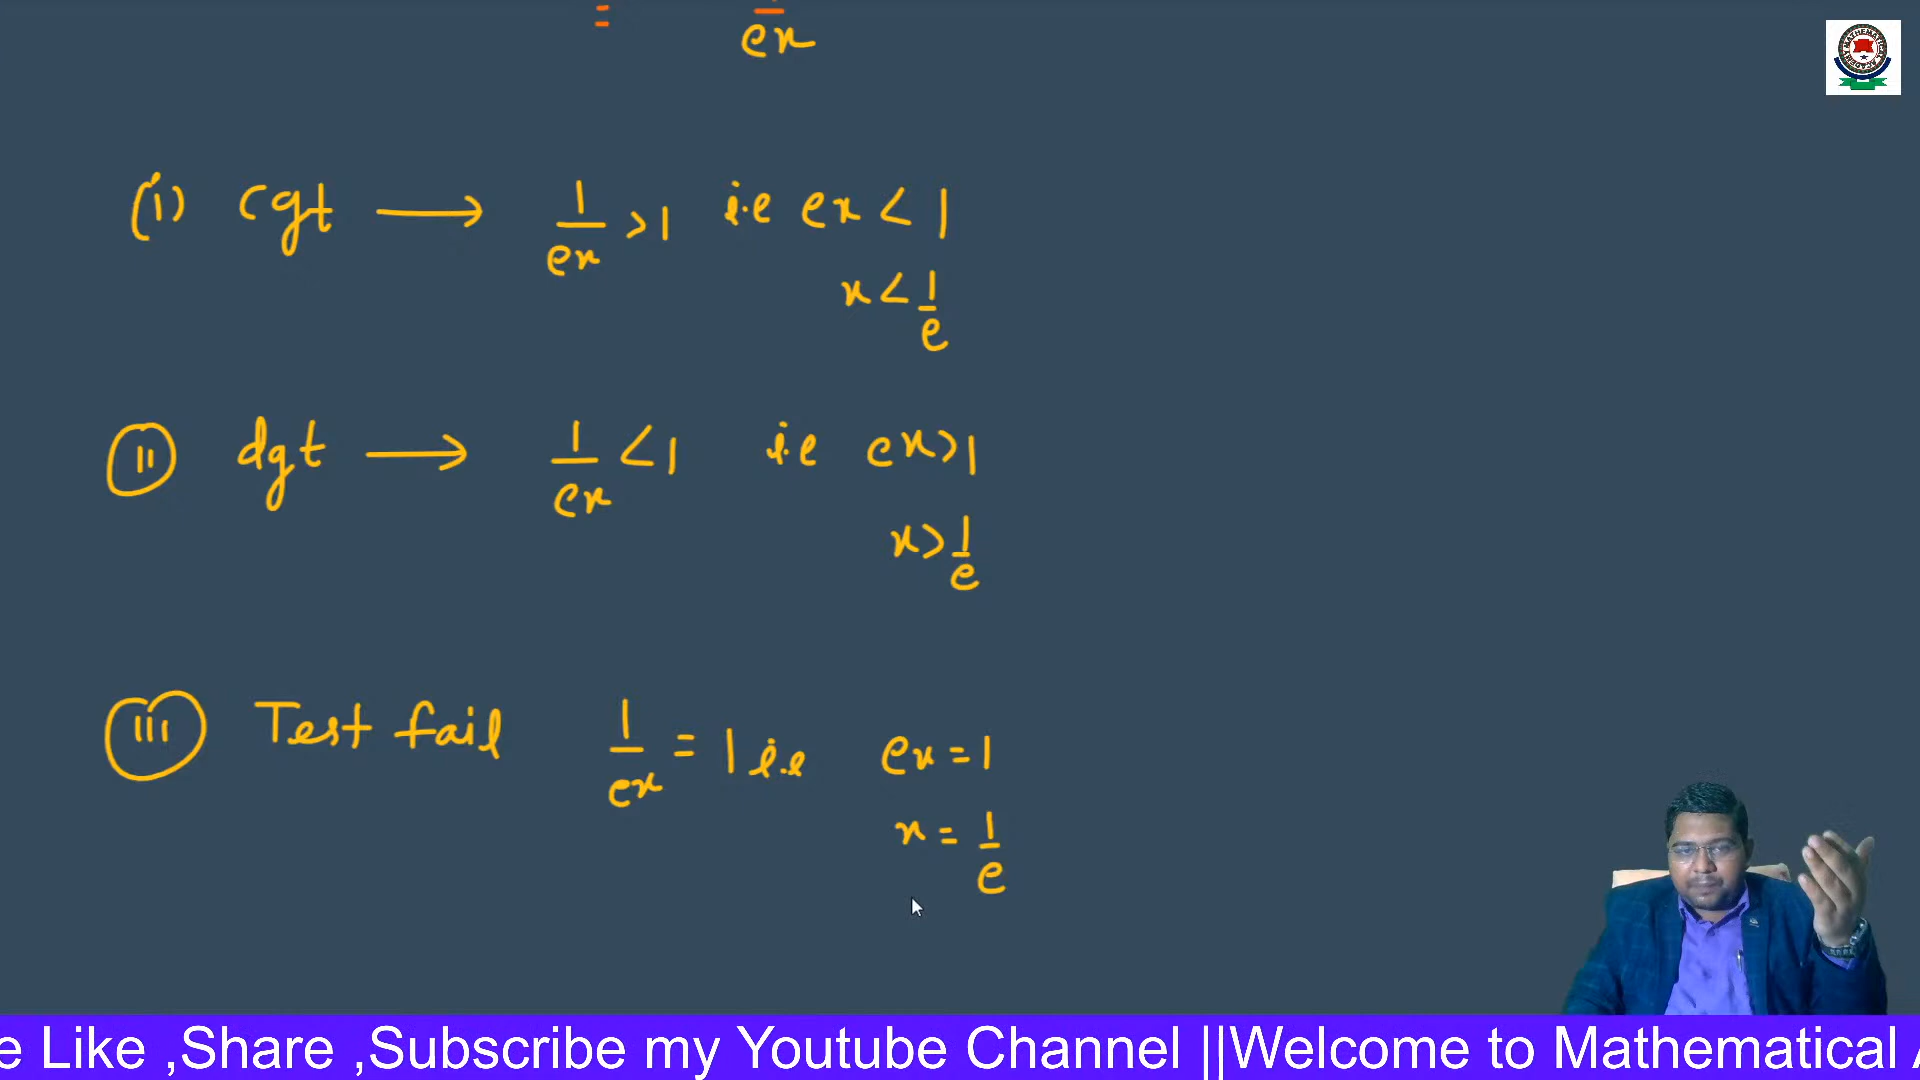 = 1/ex
(i) cgt → 1/ex > 1 i.e ex < 1
x < 1/e
(ii) dgt → 1/ex < 1 i.e ex > 1
x > 1/e
(iii) Test fail 1/ex = 1 i.e ex = 1
x = 1/e
e Like ,Share ,Subscribe my Youtube Channel ||Welcome to Mathematical A